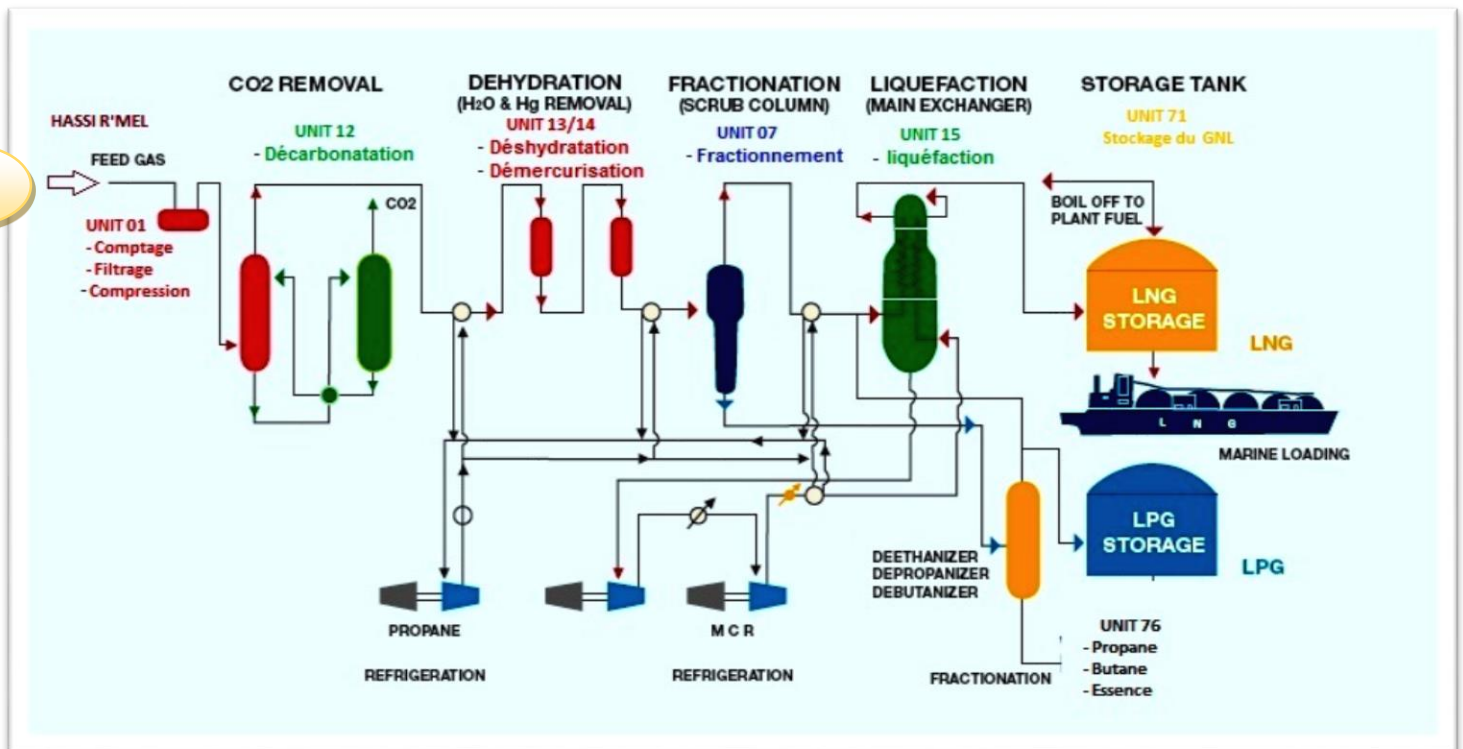 CO2 REMOVAL
DEHYDRATION
(H2O & Hg REMOVAL)
FRACTIONATION
(SCRUB COLUMN)
LIQUEFACTION
(MAIN EXCHANGER)
STORAGE TANK
HASSI R'MEL
FEED GAS
UNIT 01
- Comptage
- Filtrage
- Compression
UNIT 12
- Décarbonatation
CO2
UNIT 13/14
- Déshydratation
- Démercurisation
UNIT 07
- Fractionnement
UNIT 15
- liquéfaction
UNIT 71
Stockage du GNL
BOIL OFF TO
PLANT FUEL
LNG
STORAGE
LNG
L N G
MARINE LOADING
LPG
STORAGE
LPG
DEETHANIZER
DEPROPANIZER
DEBUTANIZER
PROPANE
REFRIGERATION
M C R
REFRIGERATION
FRACTIONATION
UNIT 76
- Propane
- Butane
- Essence